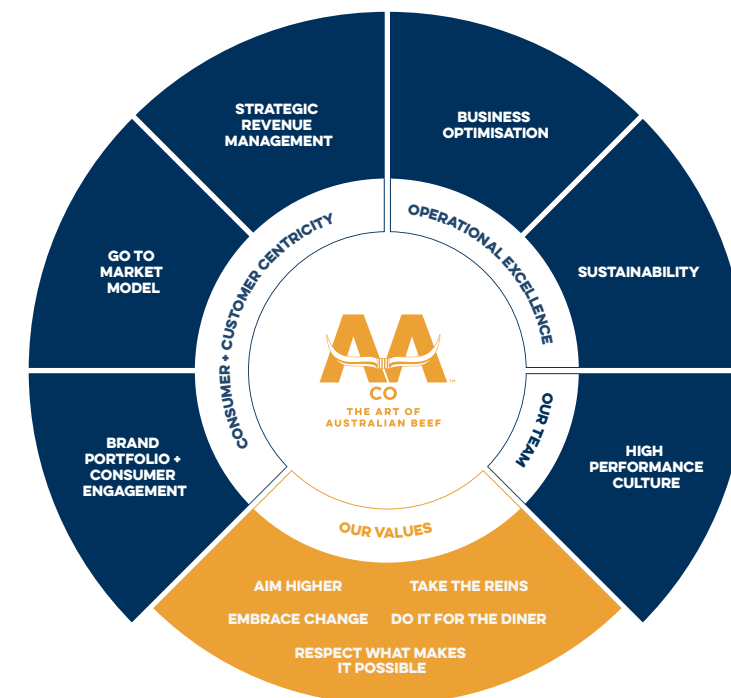 STRATEGIC
REVENUE
MANAGEMENT
BUSINESS
OPTIMISATION
GO TO
MARKET
MODEL
SUSTAINABILITY
BRAND
PORTFOLIO +
CONSUMER
ENGAGEMENT
HIGH
PERFORMANCE
CULTURE
CONSUMER + CUSTOMER CENTRICITY
OPERATIONAL EXCELLENCE
OUR TEAM
AA
CO
THE ART OF
AUSTRALIAN BEEF
™
OUR VALUES
AIM HIGHER
TAKE THE REINS
EMBRACE CHANGE
DO IT FOR THE DINER
RESPECT WHAT MAKES
IT POSSIBLE